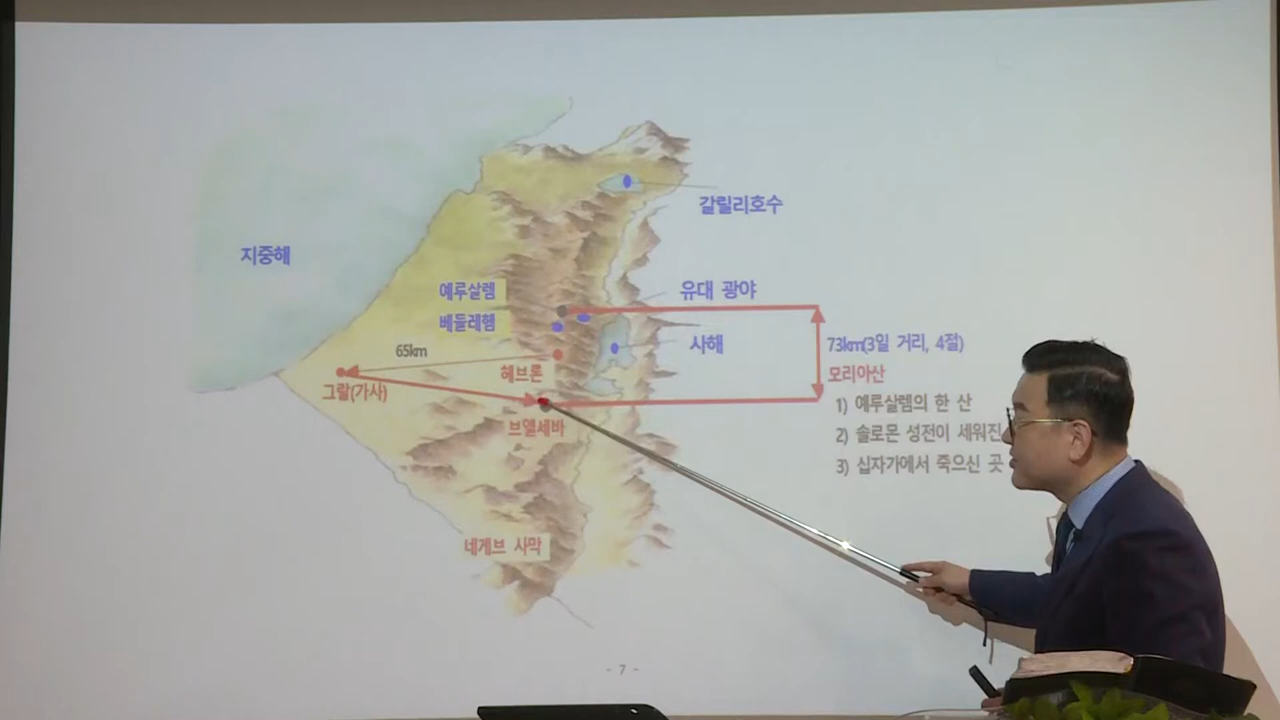 갈릴리호수
지중해
예루살렘
유대 광야
베들레헴
73km(3일 거리, 4절)
사해
65km
헤브론
모리아산
그랄(가사)
1) 예루살렘의 한 산
브엘세바
2) 솔로몬 성전이 세워진
3) 십자가에서 죽으신 곳
네게브 사막
- 7 -